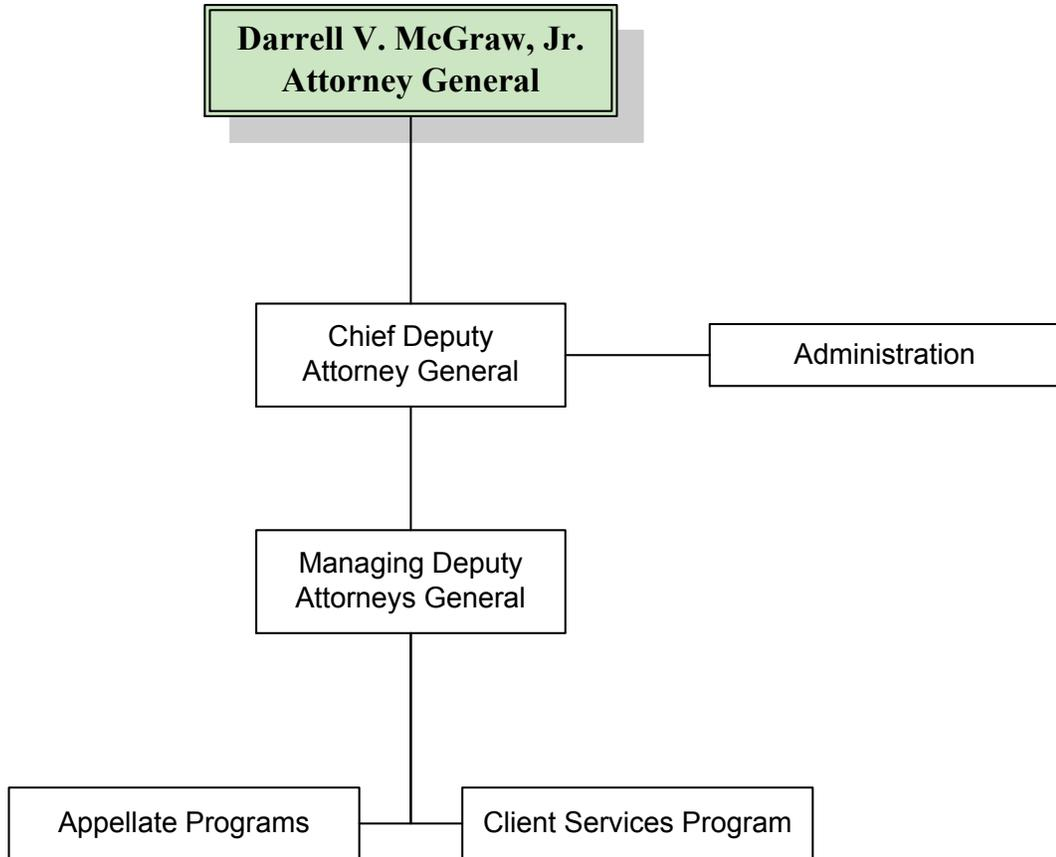 Darrell V. McGraw, Jr.
Attorney General
Chief Deputy
Attorney General
Administration
Managing Deputy
Attorneys General
Appellate Programs
Client Services Program